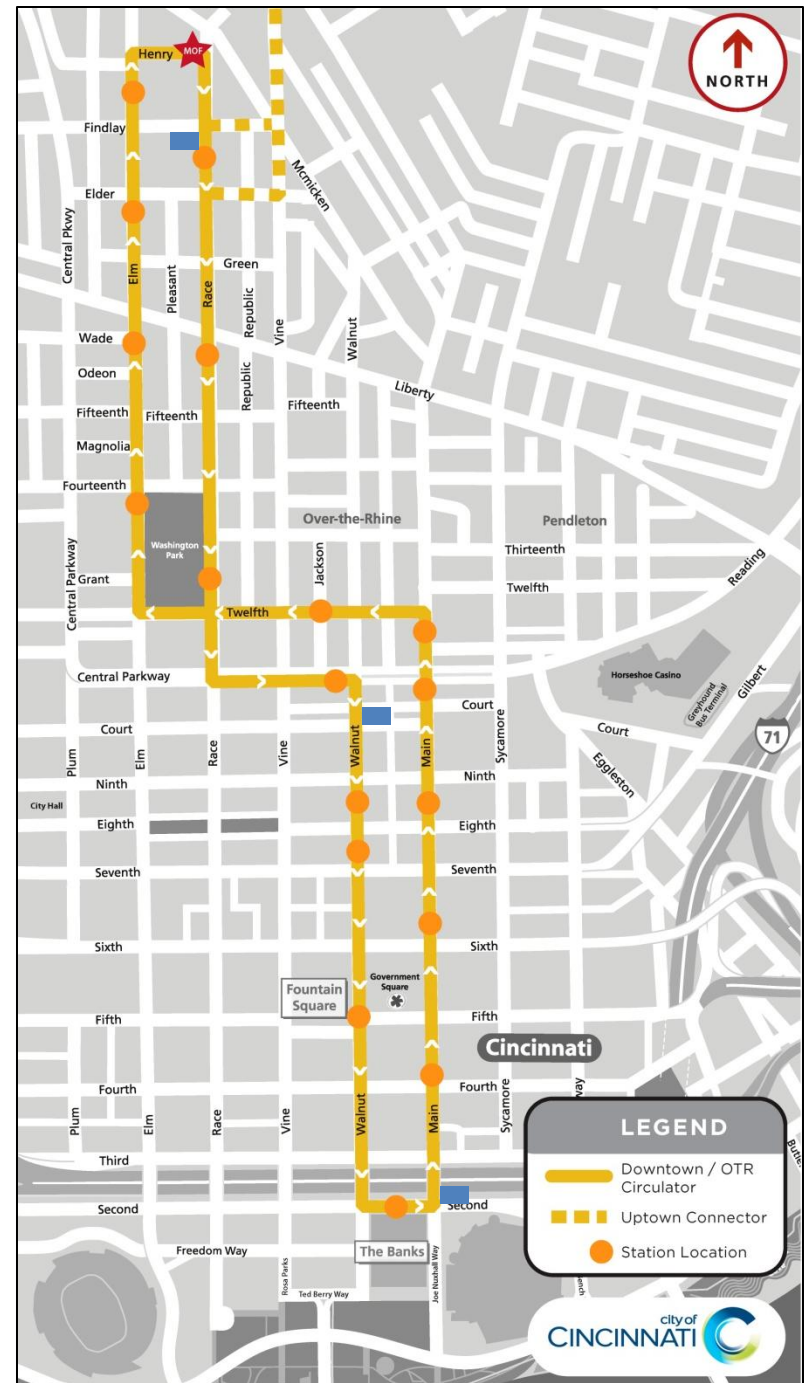 Henry
MOF
NORTH
Findlay
Mcmicken
Elder
Central Pkwy
Elm
Pleasant
Race
Green
Republic
Vine
Walnut
Wade
Odeon
Republic
Liberty
Fifteenth
Fifteenth
Fifteenth
Magnolia
Fourteenth
Over-the-Rhine
Pendleton
Washington
Park
Jackson
Thirteenth
Reading
Central Parkway
Grant
Twelfth
Twelfth
Central Parkway
Horseshoe Casino
Greyhound
Bus Terminal
Gilbert
Court
Court
Court
71
Plum
Elm
Race
Vine
Walnut
Main
Sycamore
Eggleston
Ninth
Ninth
City Hall
Eighth
Eighth
Seventh
Seventh
Sixth
Sixth
Government
Square
Fountain
Square
Fifth
Fifth
Cincinnati
Fourth
Fourth
Plum
Elm
Race
Vine
Walnut
Main
Sycamore
way
LEGEND
Third
Downtown / OTR
Circulator
Second
Second
Uptown Connector
Freedom Way
The Banks
Station Location
Rosa Parks
Joe Nuxhall Way
Ted Berry Way
city of
CINCINNATI